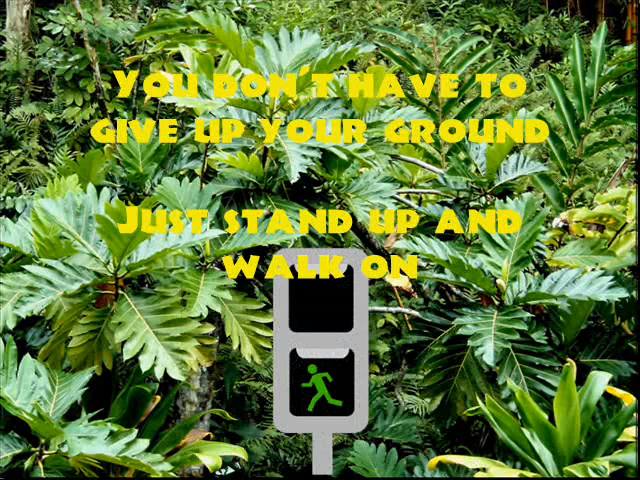 You don't have to
give up your ground
Just stand up and
walk on